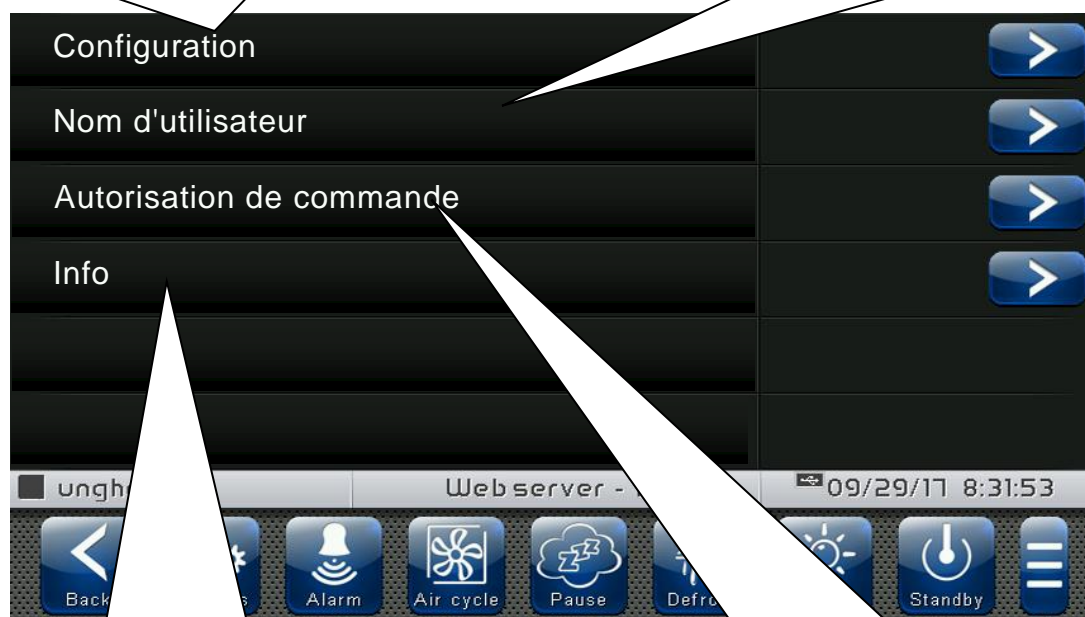 Configuration
Nom d'utilisateur
Autorisation de commande
Info
Webserver -
09/29/17 8:31:53
Back
Alarm
Air cycle
Pause
Standby